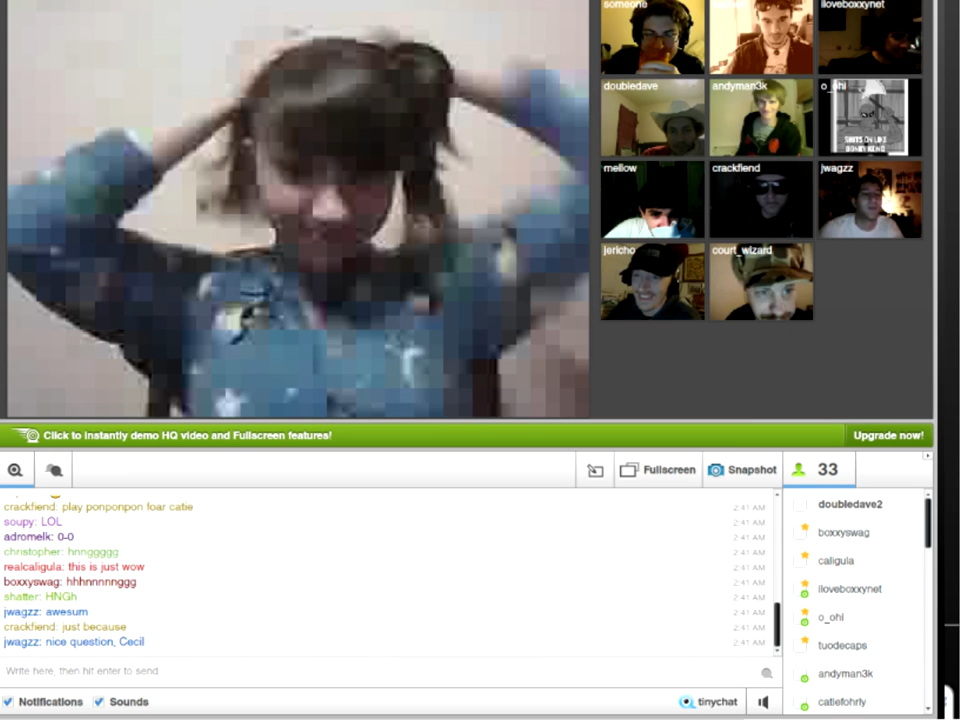 someone
iloveboxxynet
doubledave
andyman3k
o_ohi
mellow
crackfiend
jwagzz
jericho
court_wizard
Click to instantly demo HQ video and Fullscreen features!
Upgrade now!
Fullscreen
Snapshot
33
crackfiend: play ponponpon foar catie 2:41 AM
soupy: LOL 2:41 AM
adromelk: 0-0 2:41 AM
christopher: hnnggggg 2:41 AM
realcaligula: this is just wow 2:41 AM
boxxyswag: hhhnnnnnggg 2:41 AM
shatter: HNGh 2:41 AM
jwagzz: awesum 2:41 AM
crackfiend: just because 2:41 AM
jwagzz: nice question, Cecil 2:41 AM
Write here, then hit enter to send
Notifications
Sounds
tinychat
doubledave2
boxxyswag
caligula
iloveboxxynet
o_ohi
tuodecaps
andyman3k
catiefohrly